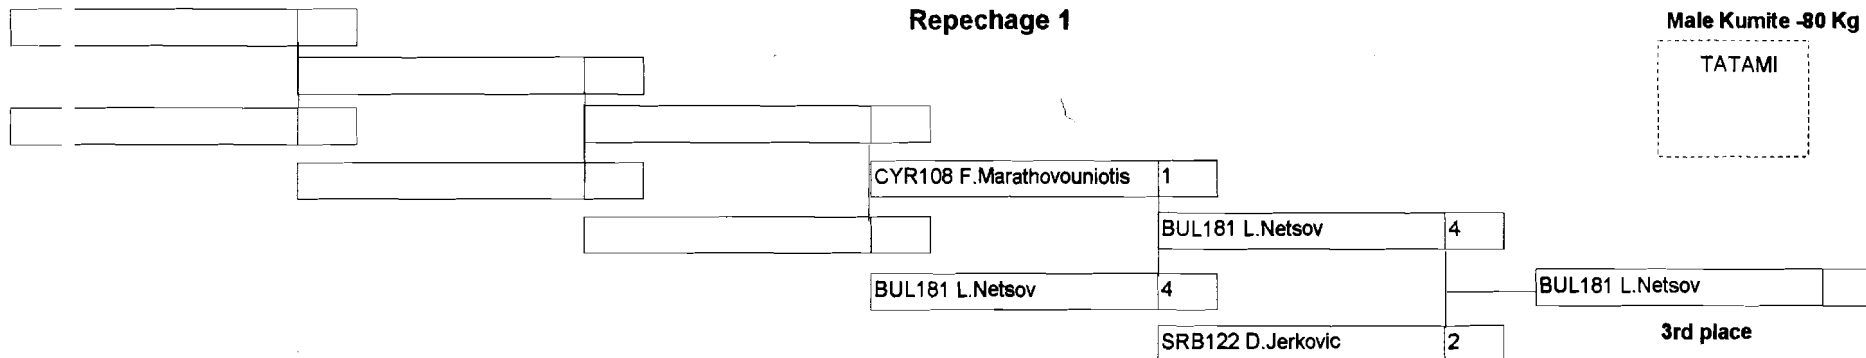 Repechage 1
Male Kumite -80 Kg
TATAMI
CYR108 F.Marathovouniotis 1
BUL181 L.Netsov 4
BUL181 L.Netsov 4
SRB122 D.Jerkovic 2
BUL181 L.Netsov
3rd place